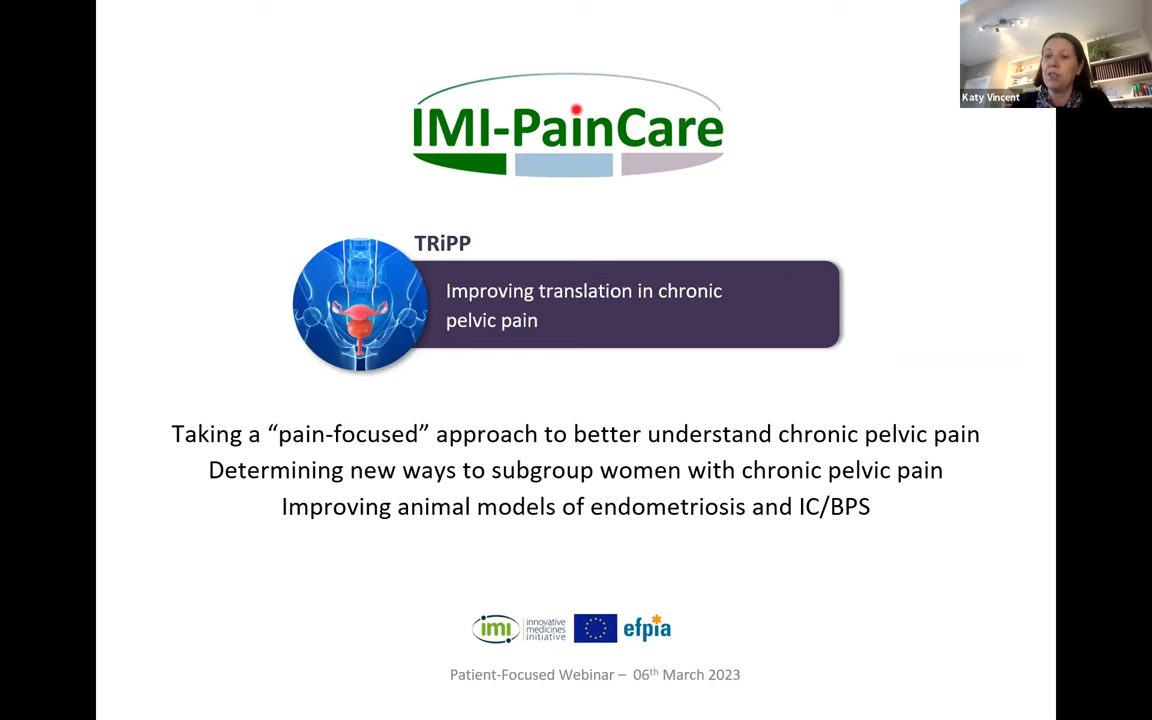 Katy Vincent
IMI-PainCare
TRiPP
Improving translation in chronic
pelvic pain
Taking a “pain-focused” approach to better understand chronic pelvic pain
Determining new ways to subgroup women with chronic pelvic pain
Improving animal models of endometriosis and IC/BPS
imi
innovative
medicines
initiative
efpia
Patient-Focused Webinar – 06th March 2023